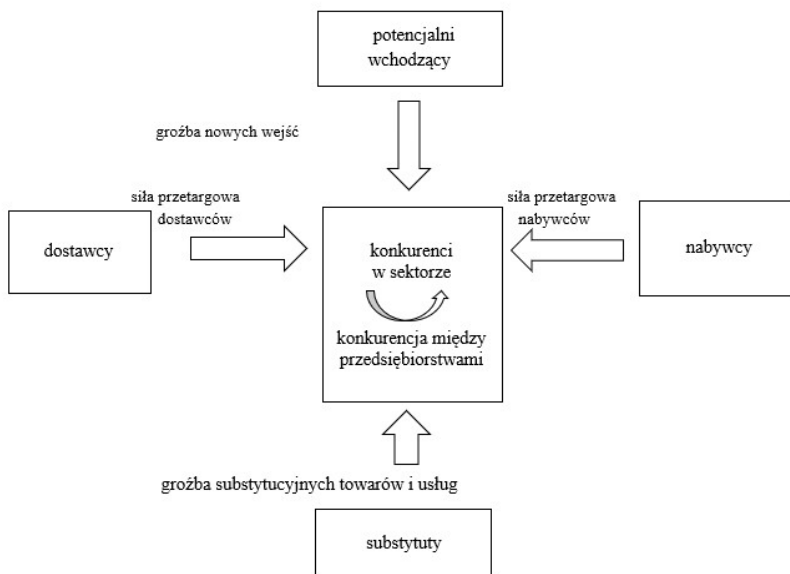 potencjalni
wchodzący
groźba nowych wejść
siła przetargowa
dostawców
siła przetargowa
nabywców
dostawcy
konkurenci
w sektorze
nabywcy
konkurencja między
przedsiębiorstwami
groźba substytucyjnych towarów i usług
substytuty